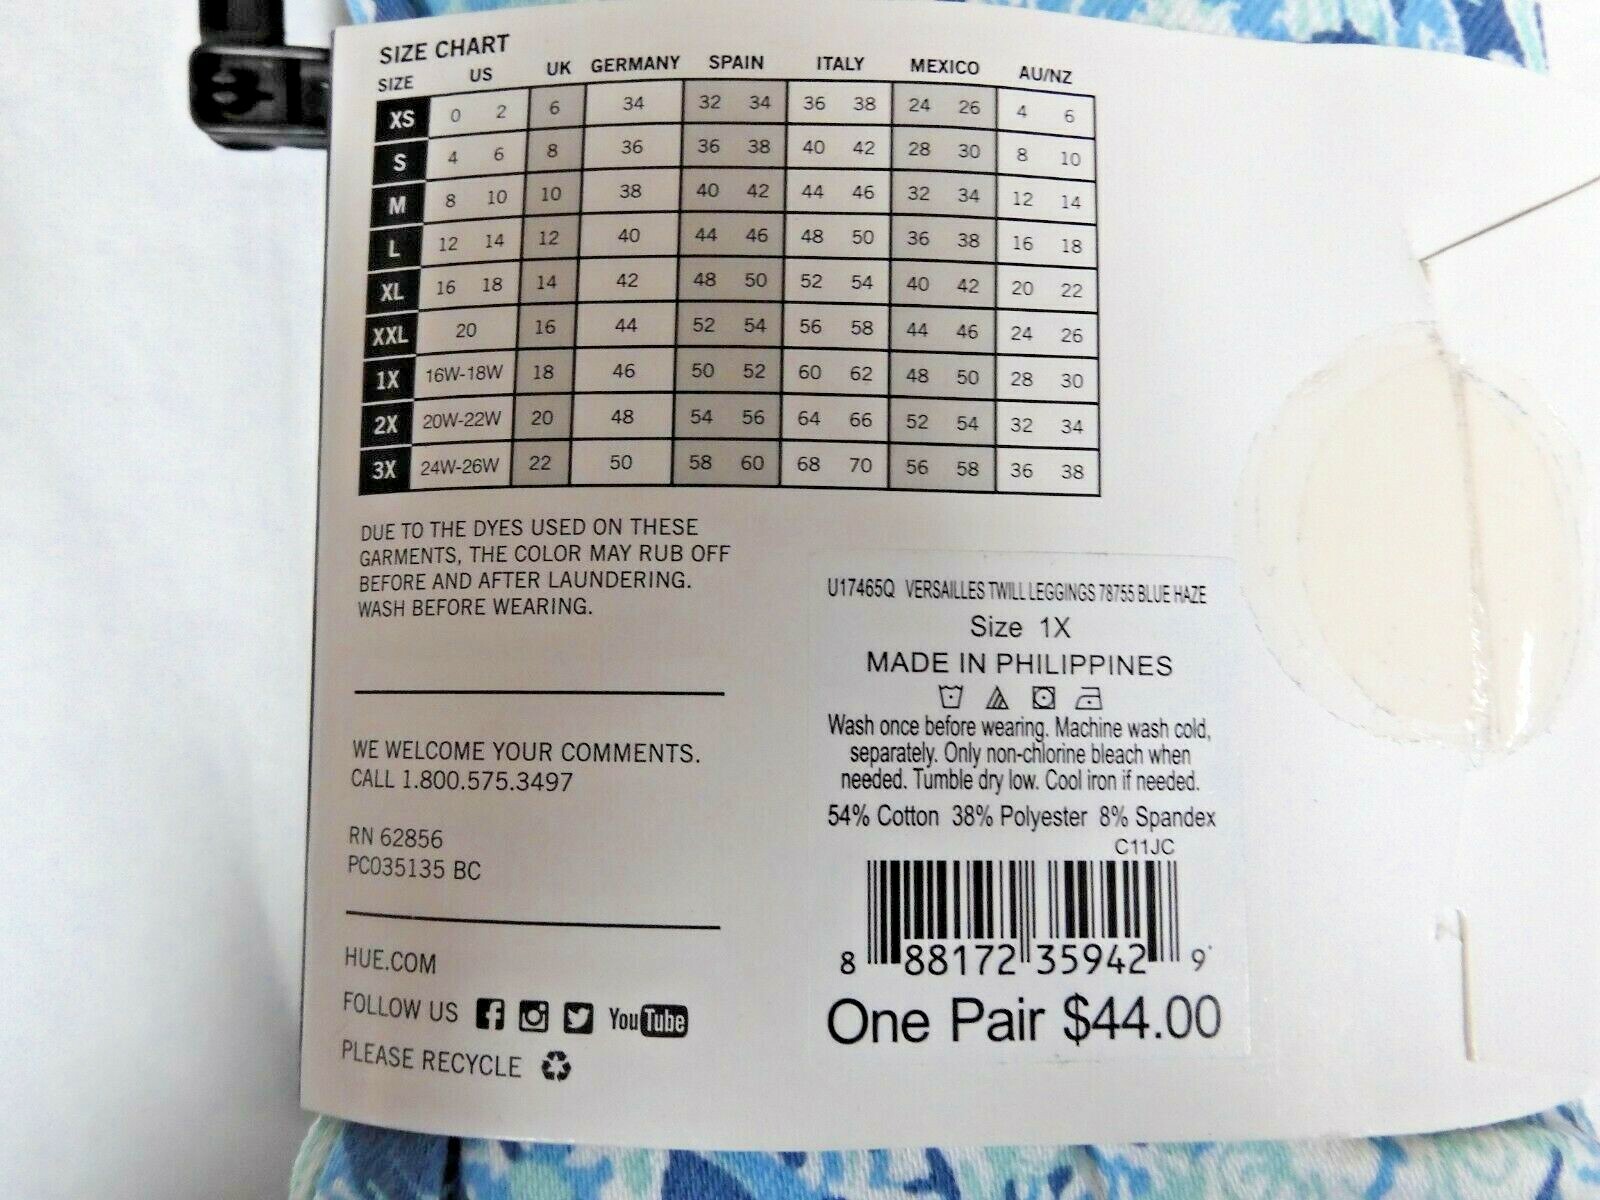 SIZE CHART
SIZE US UK GERMANY SPAIN ITALY MEXICO AU/NZ
XS 0 2 6 34 32 34 36 38 24 26 4 6
S 4 6 8 36 36 38 40 42 28 30 8 10
M 8 10 10 38 40 42 44 46 32 34 12 14
L 12 14 12 40 44 46 48 50 36 38 16 18
XL 16 18 14 42 48 50 52 54 40 42 20 22
XXL 20 16 44 52 54 56 58 44 46 24 26
1X 16W-18W 18 46 50 52 60 62 48 50 28 30
2X 20W-22W 20 48 54 56 64 66 52 54 32 34
3X 24W-26W 22 50 58 60 68 70 56 58 36 38
DUE TO THE DYES USED ON THESE
GARMENTS, THE COLOR MAY RUB OFF
BEFORE AND AFTER LAUNDERING.
WASH BEFORE WEARING.
WE WELCOME YOUR COMMENTS.
CALL 1.800.575.3497
RN 62856
PC035135 BC
HUE.COM
FOLLOW US YouTube
PLEASE RECYCLE
U17465Q VERSAILLES TWILL LEGGINGS 78755 BLUE HAZE
Size 1X
MADE IN PHILIPPINES
Wash once before wearing. Machine wash cold,
separately. Only non-chlorine bleach when
needed. Tumble dry low. Cool iron if needed.
54% Cotton 38% Polyester 8% Spandex
C11JC
8 88172 35942 9
One Pair $44.00